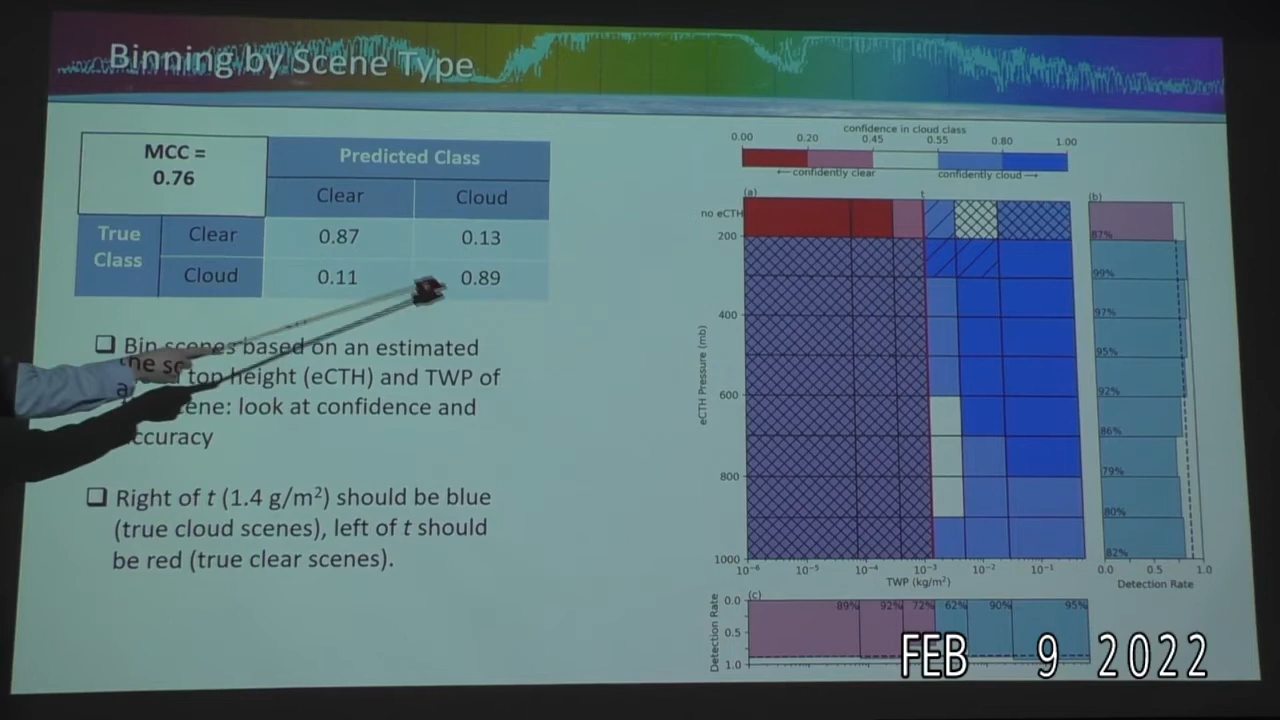 Binning by Scene Type
MCC =
0.76
Predicted Class
Clear
Cloud
True
Class
Clear
0.87
0.13
Cloud
0.11
0.89
❑ Bin scenes based on an estimated
top height (eCTH) and TWP of
look at confidence and
❑ Right of t (1.4 g/m²) should be blue
(true cloud scenes), left of t should
be red (true clear scenes).
confidence in cloud class
0.00 0.20 0.45 0.55 0.80 1.00
←confidently clear confidently cloud→
(a)
t
(b)
no eCTH
200
400
600
800
1000
eCTH Pressure (mb)
10⁻⁶ 10⁻⁵ 10⁻⁴ 10⁻³ 10⁻² 10⁻¹
TWP (kg/m²)
87%
99%
97%
95%
92%
86%
79%
80%
82%
0.0 0.5 1.0
Detection Rate
(c)
Detection Rate
0.0
0.5
1.0
89% 92% 72% 62% 90% 95%
FEB 9 2022